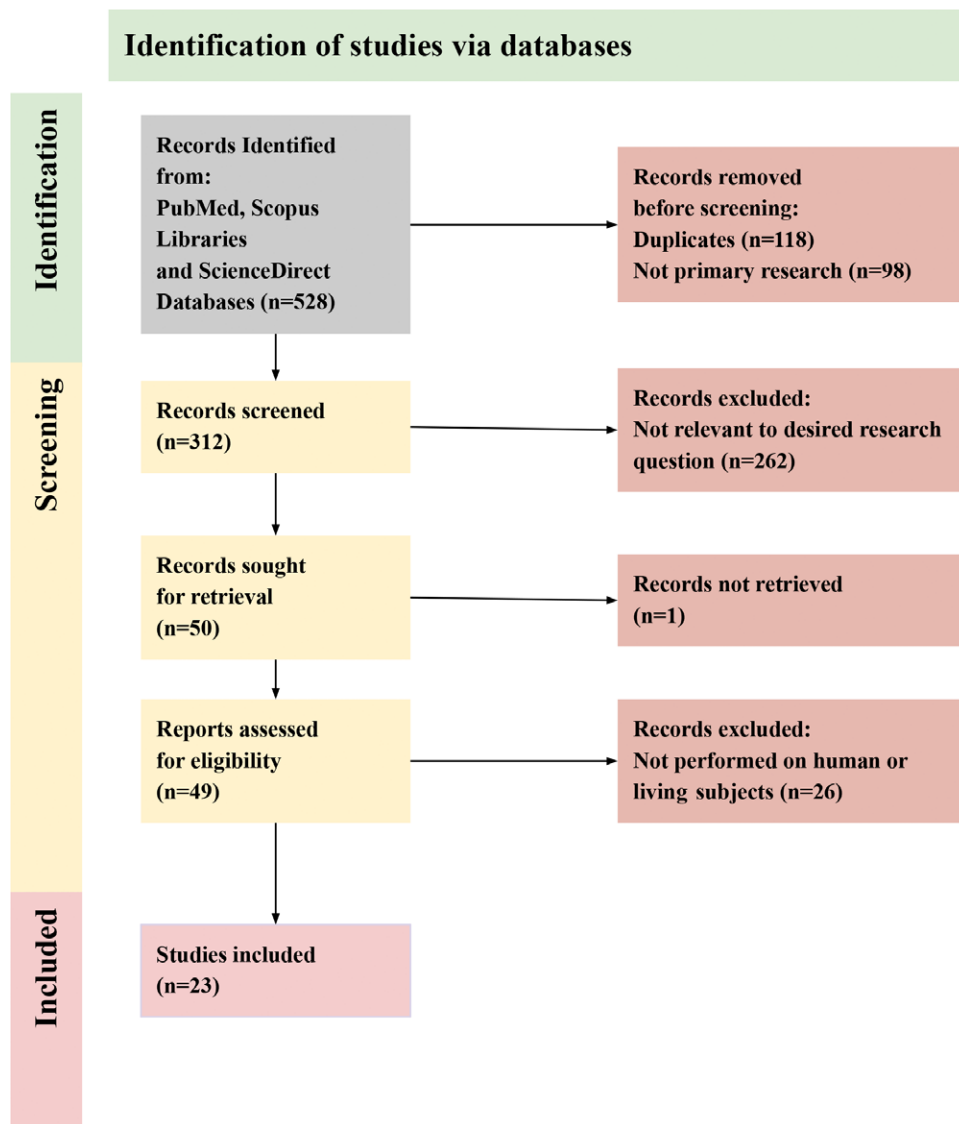 Identification of studies via databases
Identification
Records Identified
from:
PubMed, Scopus
Libraries
and ScienceDirect
Databases (n=528)
Records removed
before screening:
Duplicates (n=118)
Not primary research (n=98)
Screening
Records screened
(n=312)
Records excluded:
Not relevant to desired research
question (n=262)
Records sought
for retrieval
(n=50)
Records not retrieved
(n=1)
Reports assessed
for eligibility
(n=49)
Records excluded:
Not performed on human or
living subjects (n=26)
Included
Studies included
(n=23)